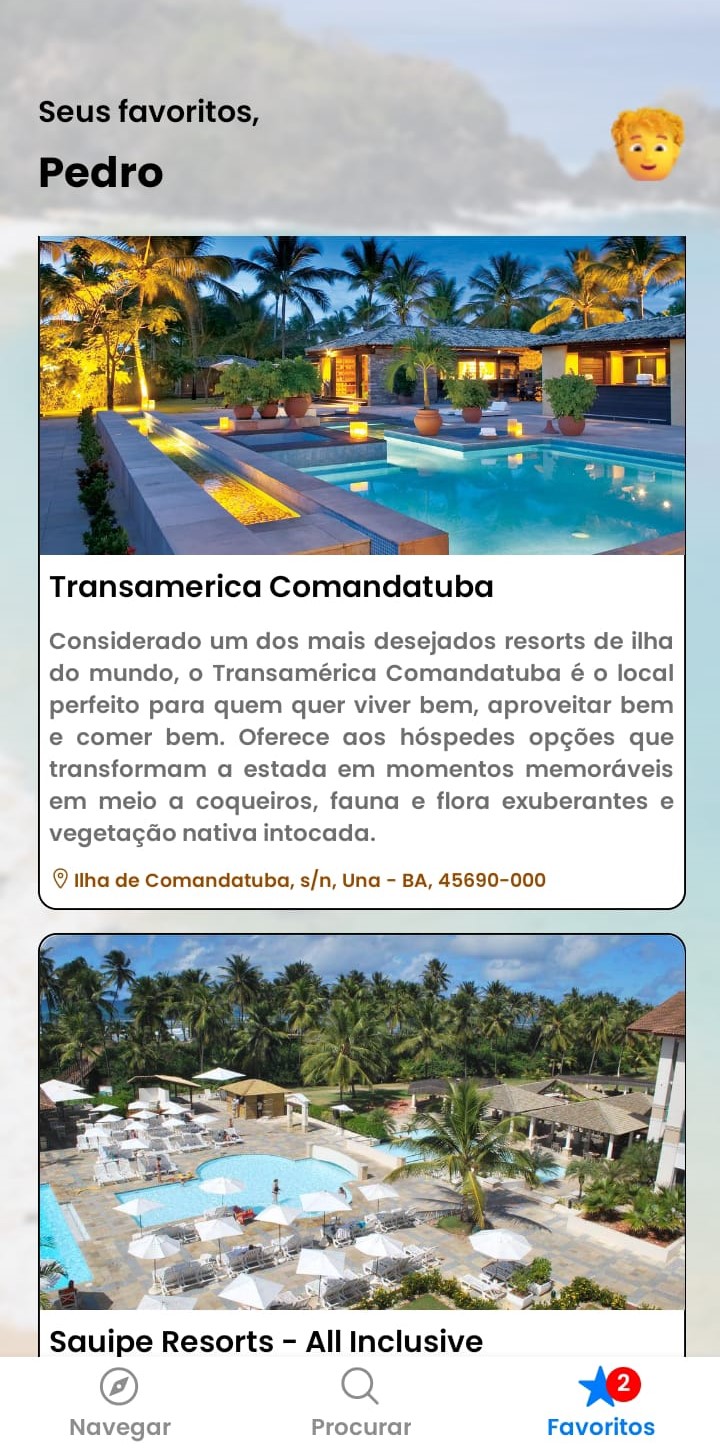 Seus favoritos,
Pedro
Transamerica Comandatuba
Considerado um dos mais desejados resorts de ilha
do mundo, o Transamérica Comandatuba é o local
perfeito para quem quer viver bem, aproveitar bem
e comer bem. Oferece aos hóspedes opções que
transformam a estada em momentos memoráveis
em meio a coqueiros, fauna e flora exuberantes e
vegetação nativa intocada.
Ilha de Comandatuba, s/n, Una - BA, 45690-000
Sauipe Resorts - All Inclusive
2
Navegar
Procurar
Favoritos